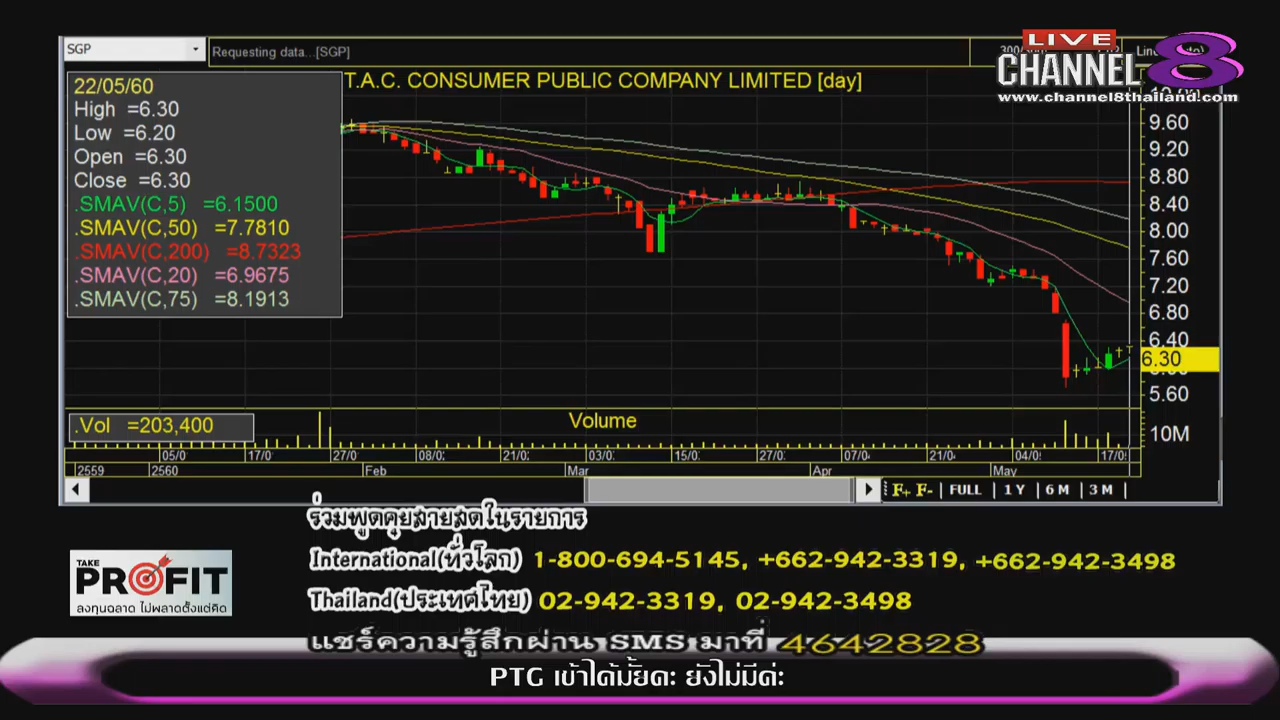 SGP
Requesting data...[SGP]
LIVE
CHANNEL 8
www.channel8thailand.com
T.A.C. CONSUMER PUBLIC COMPANY LIMITED [day]
22/05/60
High =6.30
Low =6.20
Open =6.30
Close =6.30
.SMAV(C,5) =6.1500
.SMAV(C,50) =7.7810
.SMAV(C,200) =8.7323
.SMAV(C,20) =6.9675
.SMAV(C,75) =8.1913
9.60
9.20
8.80
8.40
8.00
7.60
7.20
6.80
6.40
6.30
5.60
.Vol =203,400
Volume
10M
05/0 17/0 27/0 08/0 21/0 03/0 15/0 27/0 07/0 21/0 04/0 17/05
2559 2560 Feb Mar Apr May
F+ F- FULL 1 Y 6 M 3 M
ร่วมพูดคุยสายสดในรายการ
International(ทั่วโลก) 1-800-694-5145, +662-942-3319, +662-942-3498
TAKE PROFIT
ลงทุนฉลาด ไม่พลาดตั้งแต่คิด
Thailand(ประเทศไทย) 02-942-3319, 02-942-3498
แชร์ความรู้สึกผ่าน SMS มาที่ 4642828
PTG เข้าได้มั้ยคะ ยังไม่มีค่ะ